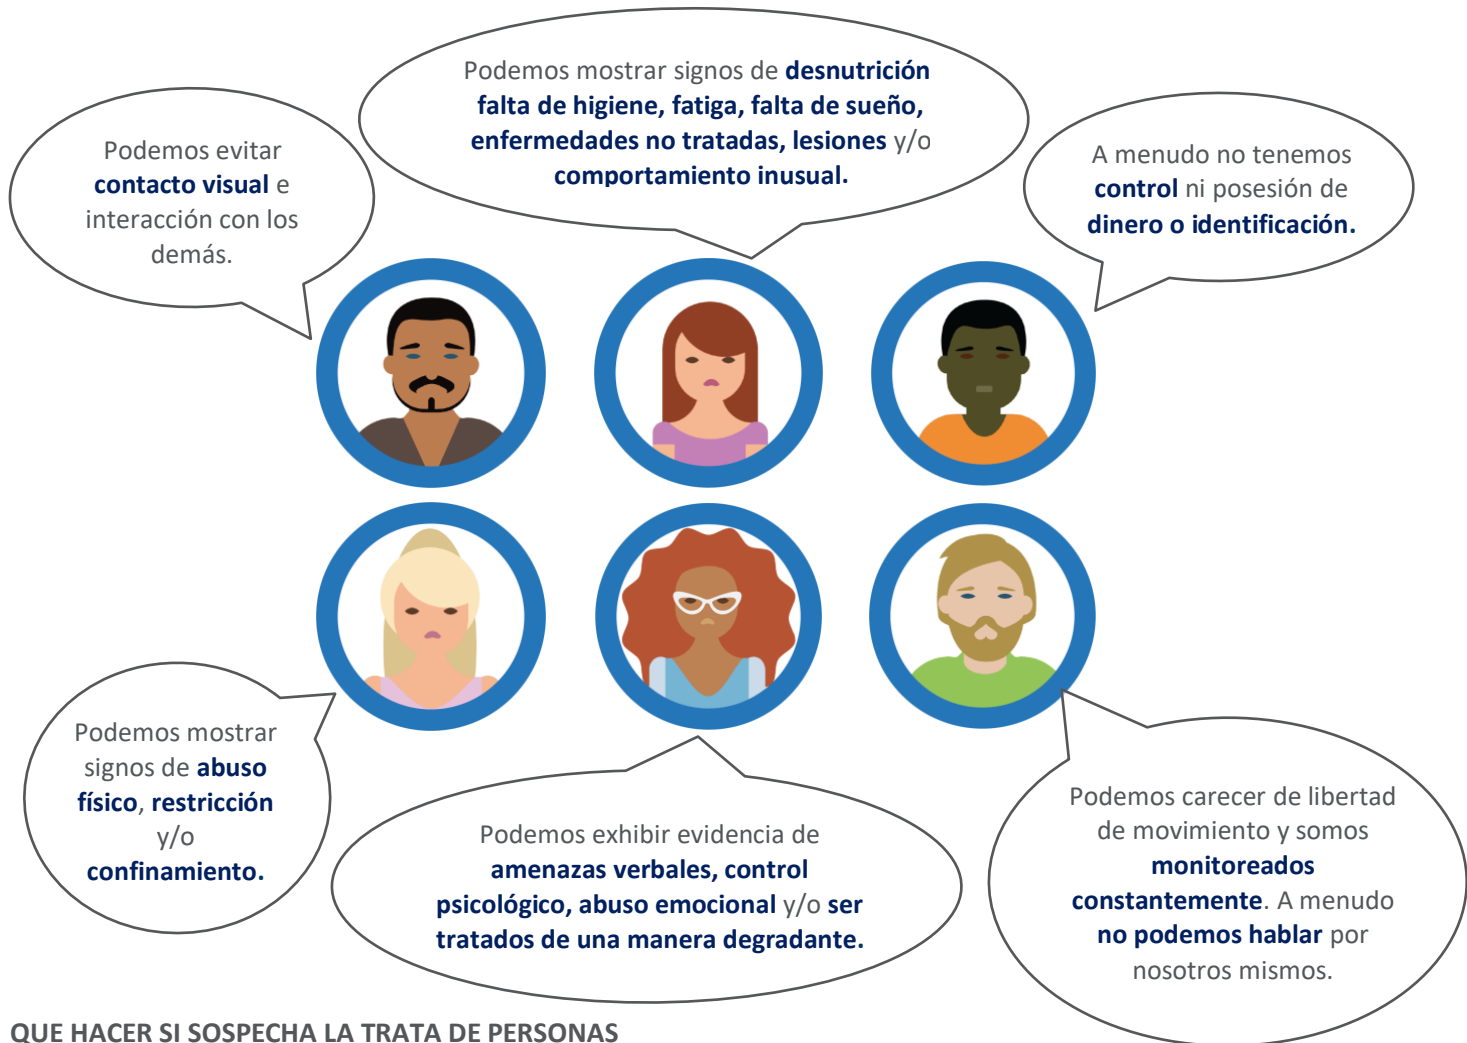 Podemos mostrar signos de desnutrición
falta de higiene, fatiga, falta de sueño,
enfermedades no tratadas, lesiones y/o
comportamiento inusual.
Podemos evitar
contacto visual e
interacción con los
demás.
A menudo no tenemos
control ni posesión de
dinero o identificación.
Podemos mostrar
signos de abuso
físico, restricción
y/o
confinamiento.
Podemos exhibir evidencia de
amenazas verbales, control
psicológico, abuso emocional y/o ser
tratados de una manera degradante.
Podemos carecer de libertad
de movimiento y somos
monitoreados
constantemente. A menudo
no podemos hablar por
nosotros mismos.
QUE HACER SI SOSPECHA LA TRATA DE PERSONAS